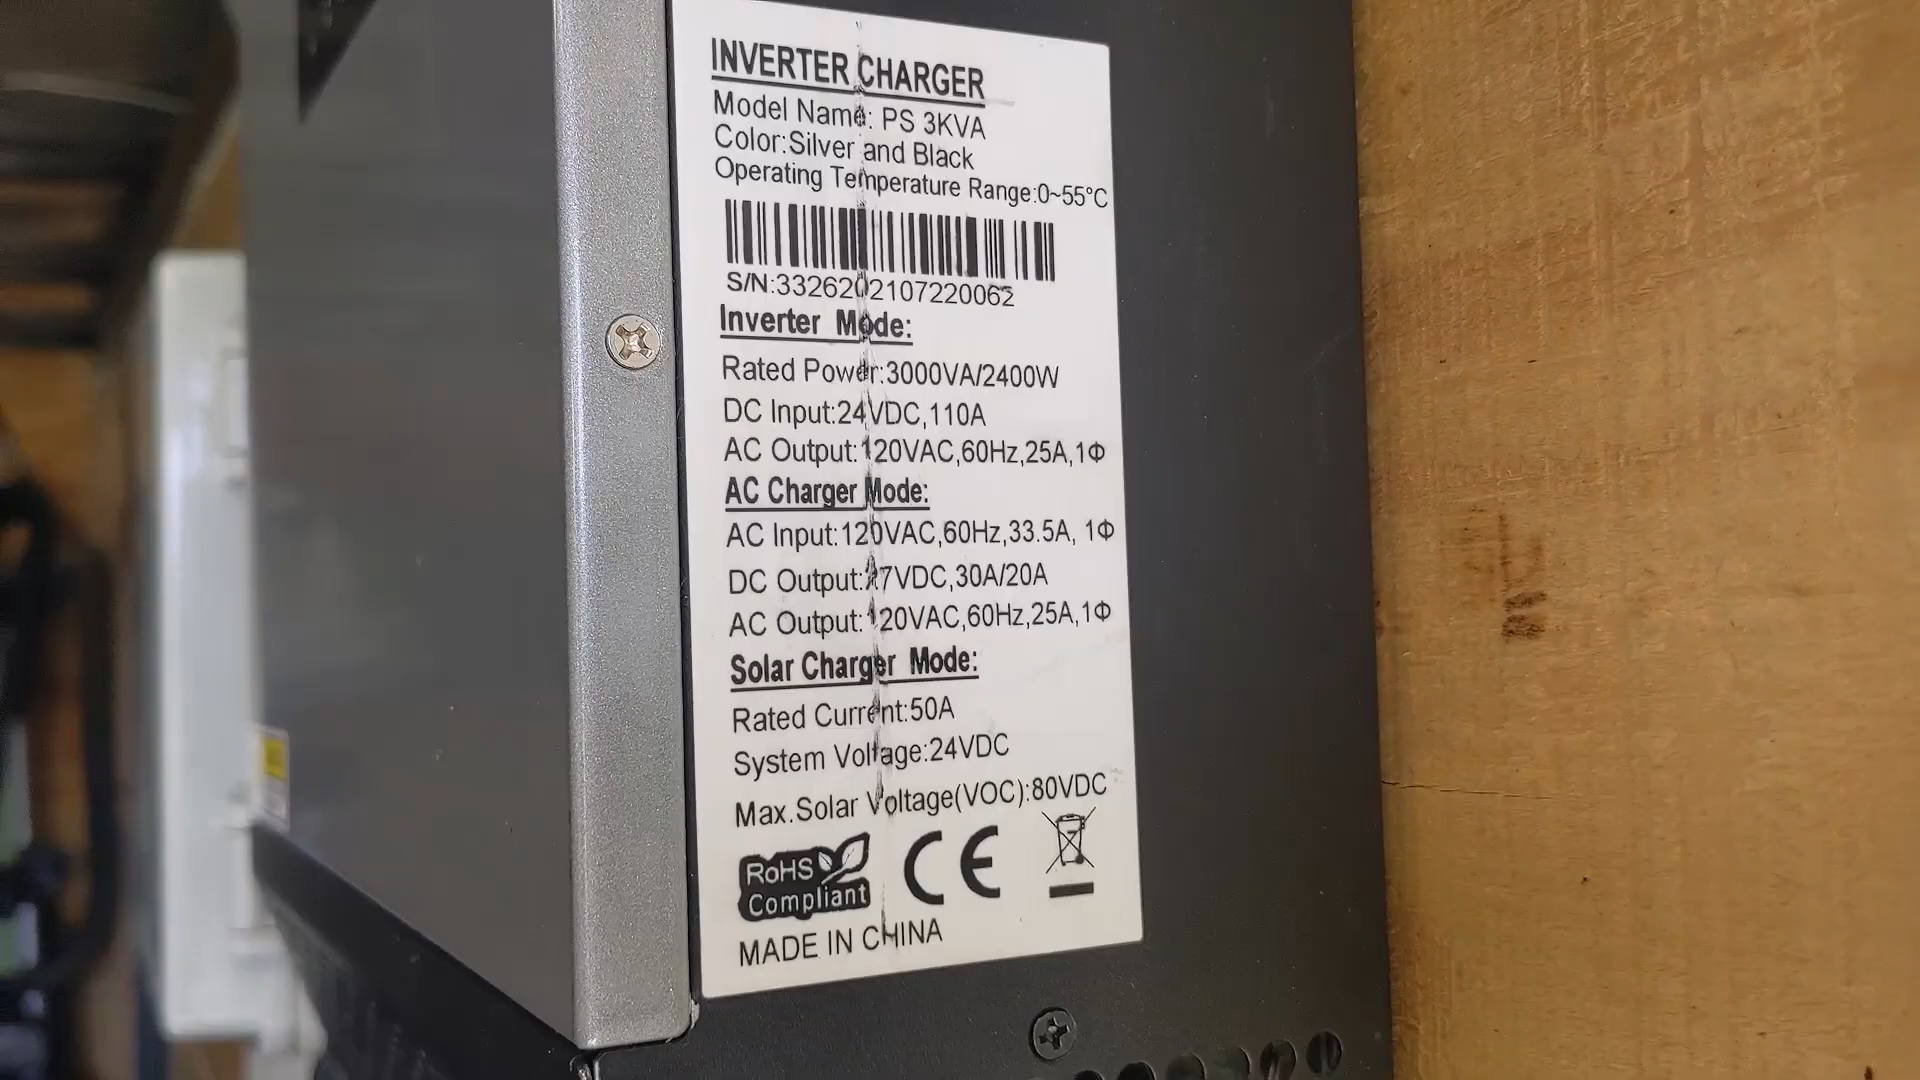 INVERTER CHARGER
Model Name: PS 3KVA
Color:Silver and Black
Operating Temperature Range:0~55°C
S/N:3326202107220062
Inverter Mode:
Rated Power:3000VA/2400W
DC Input:24VDC,110A
AC Output:120VAC,60Hz,25A,1Φ
AC Charger Mode:
AC Input:120VAC,60Hz,33.5A, 1Φ
DC Output:27VDC,30A/20A
AC Output:120VAC,60Hz,25A,1Φ
Solar Charger Mode:
Rated Current:50A
System Voltage:24VDC
Max.Solar Voltage(VOC):80VDC
RoHS
Compliant
CE
MADE IN CHINA